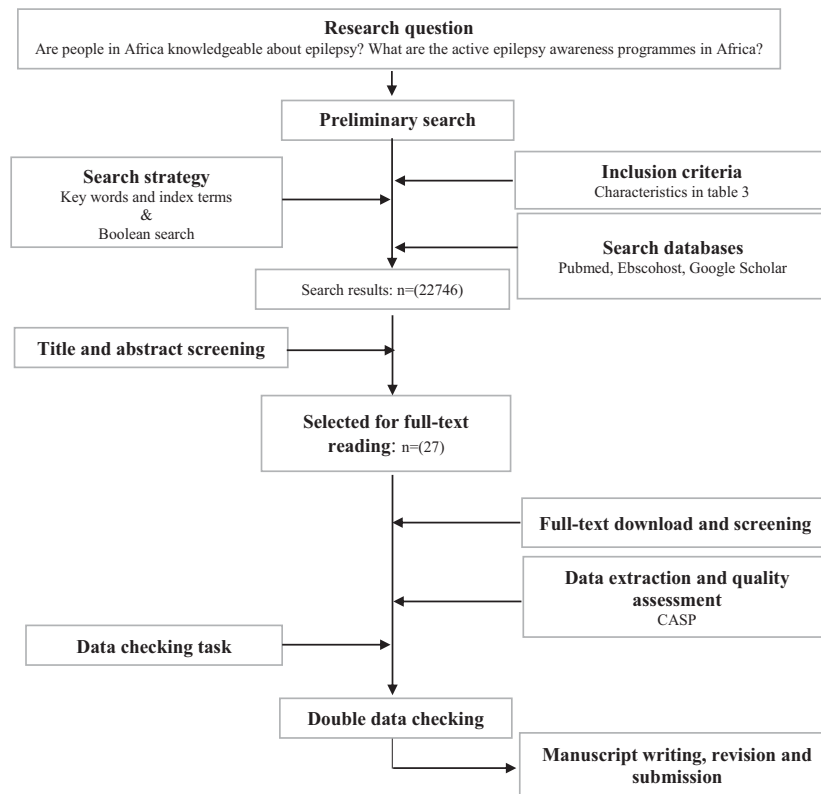 Research question
Are people in Africa knowledgeable about epilepsy? What are the active epilepsy awareness programmes in Africa?
Preliminary search
Search strategy
Key words and index terms
&
Boolean search
Inclusion criteria
Characteristics in table 3
Search databases
Pubmed, Ebscohost, Google Scholar
Search results: n=(22746)
Title and abstract screening
Selected for full-text
reading: n=(27)
Full-text download and screening
Data extraction and quality
assessment
CASP
Data checking task
Double data checking
Manuscript writing, revision and
submission